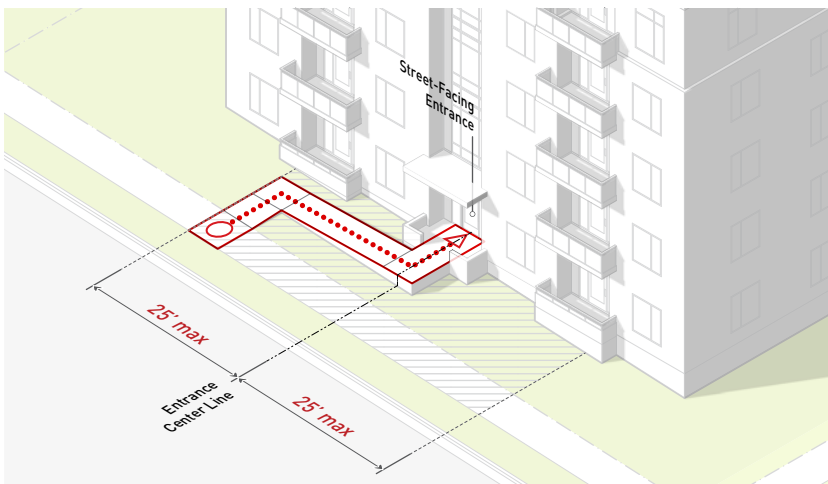 Street-Facing
Entrance
25' max
Entrance
Center Line
25' max